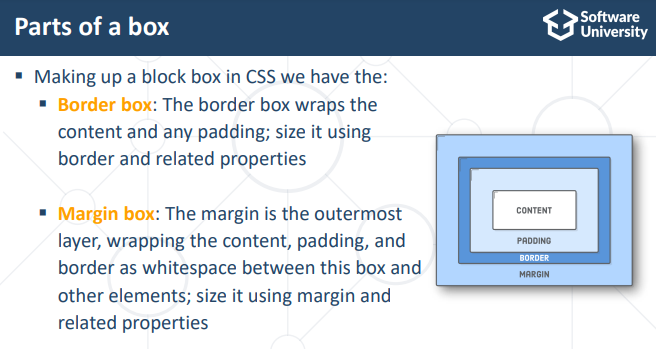 Parts of a box
Software
University
Making up a block box in CSS we have the:
Border box: The border box wraps the
content and any padding; size it using
border and related properties
Margin box: The margin is the outermost
layer, wrapping the content, padding, and
border as whitespace between this box and
other elements; size it using margin and
related properties
CONTENT
PADDING
BORDER
MARGIN